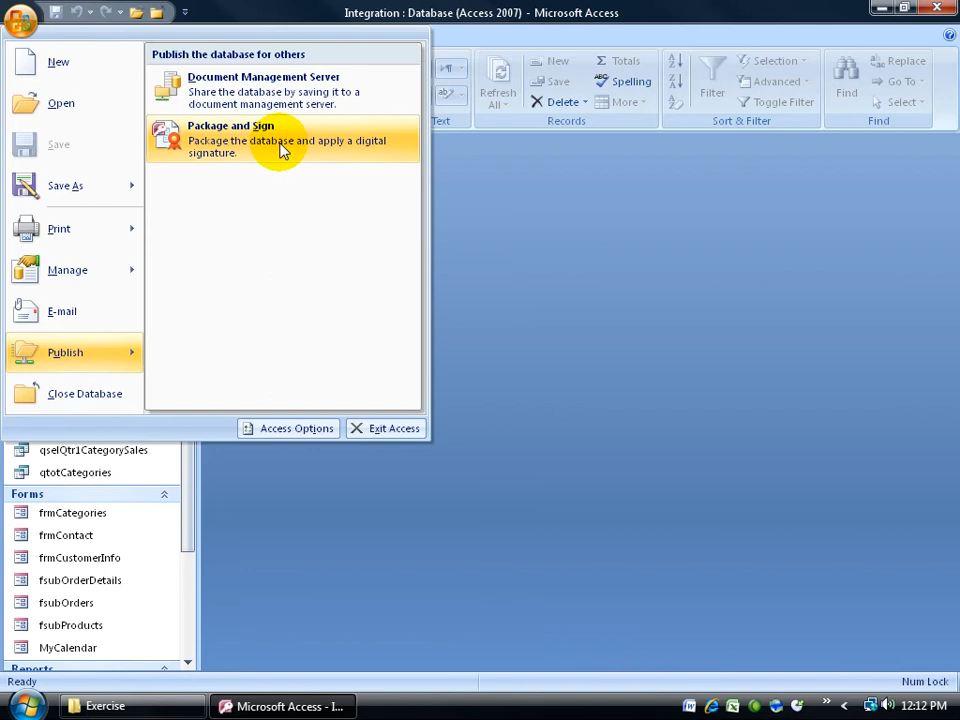 Integration : Database (Access 2007) - Microsoft Access
New
Open
Save
Save As
Print
Manage
E-mail
Publish
Close Database
Publish the database for others
Document Management Server
Share the database by saving it to a
document management server.
Package and Sign
Package the database and apply a digital
signature.
Access Options
Exit Access
Text
Refresh
All
New
Save
Delete
Totals
Spelling
More
Records
Filter
Selection
Advanced
Toggle Filter
Sort & Filter
Find
Replace
Go To
Select
Find
qselQtr1CategorySales
qtotCategories
Forms
frmCategories
frmContact
frmCustomerInfo
fsubOrderDetails
fsubOrders
fsubProducts
MyCalendar
Reports
Ready
Num Lock
Exercise
Microsoft Access - I...
12:12 PM